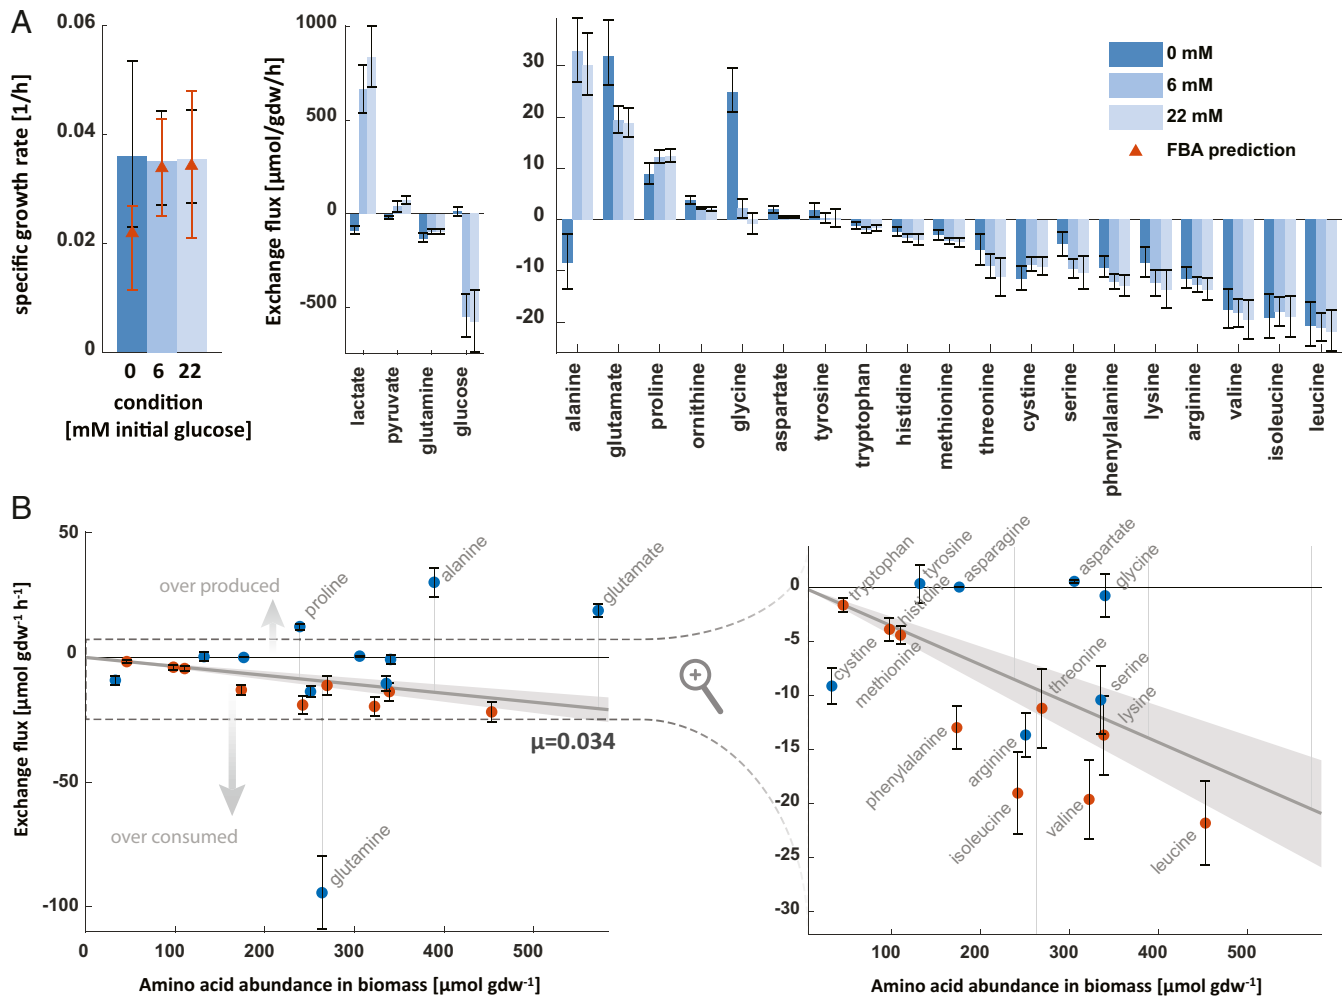 A
specific growth rate [1/h]
0.06
0.04
0.02
0
0 6 22
condition
[mM initial glucose]
Exchange flux [µmol/gdw/h]
1000
500
0
-500
lactate
pyruvate
glutamine
glucose
30
20
10
0
-10
-20
alanine
glutamate
proline
ornithine
glycine
aspartate
tyrosine
tryptophan
histidine
methionine
threonine
cystine
serine
phenylalanine
lysine
arginine
valine
isoleucine
leucine
0 mM
6 mM
22 mM
FBA prediction
B
Exchange flux [µmol gdw-1 h-1]
50
0
-50
-100
0 100 200 300 400 500
Amino acid abundance in biomass [µmol gdw-1]
over produced
over consumed
proline
alanine
glutamate
glutamine
µ=0.034
0
-5
-10
-15
-20
-25
-30
0 100 200 300 400 500
Amino acid abundance in biomass [µmol gdw-1]
tryptophan
histidine
tyrosine
asparagine
aspartate
glycine
cystine
methionine
threonine
serine
lysine
phenylalanine
arginine
isoleucine
valine
leucine